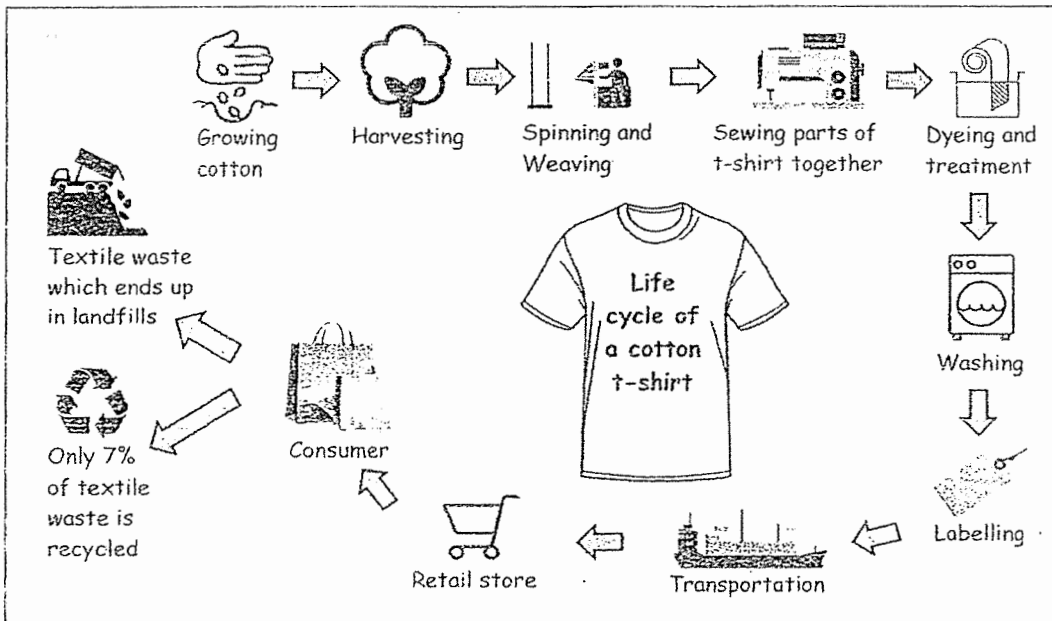 Growing
cotton
Harvesting
Spinning and
Weaving
Sewing parts of
t-shirt together
Dyeing and
treatment
Washing
Labelling
Transportation
Retail store
Consumer
Textile waste
which ends up
in landfills
Only 7%
of textile
waste is
recycled
Life
cycle of
a cotton
t-shirt